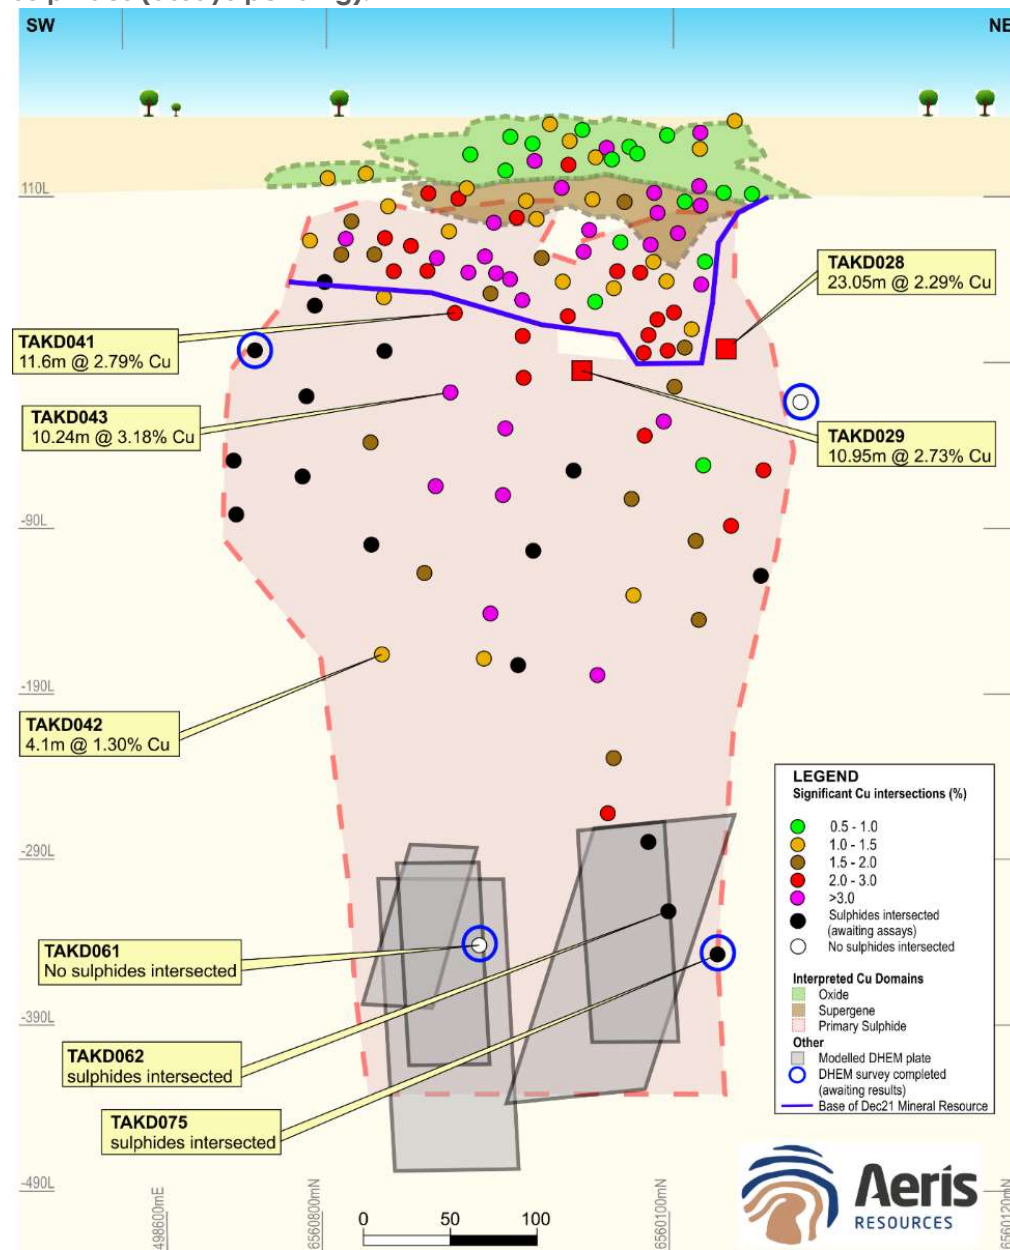 SW
NE
110L
TAKD028
23.05m @ 2.29% Cu
TAKD041
11.6m @ 2.79% Cu
TAKD043
10.24m @ 3.18% Cu
TAKD029
10.95m @ 2.73% Cu
-90L
-190L
TAKD042
4.1m @ 1.30% Cu
LEGEND
Significant Cu intersections (%)
0.5 - 1.0
1.0 - 1.5
1.5 - 2.0
2.0 - 3.0
>3.0
Sulphides intersected
(awaiting assays)
No sulphides intersected
Interpreted Cu Domains
Oxide
Supergene
Primary Sulphide
Other
Modelled DHEM plate
DHEM survey completed
(awaiting results)
Base of Dec21 Mineral Resource
-290L
TAKD061
No sulphides intersected
-390L
TAKD062
sulphides intersected
TAKD075
sulphides intersected
-490L
498600mE
6560800mN
0 50 100
6560100mN
6560120mN
Aeris
RESOURCES